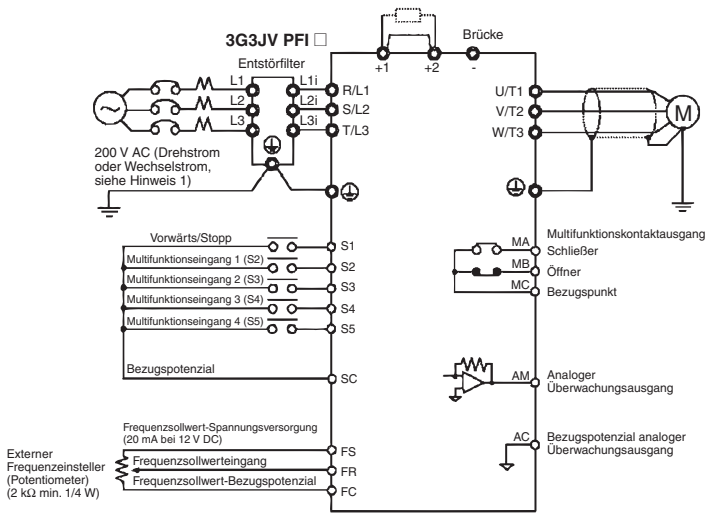 3G3JV PFI □
Brücke
Entstörfilter
+1
+2
-
L1
L1i
R/L1
U/T1
L2
L2i
S/L2
V/T2
M
L3
L3i
T/L3
W/T3
200 V AC (Drehstrom
oder Wechselstrom,
siehe Hinweis 1)
Vorwärts/Stopp
S1
Multifunktionseingang 1 (S2)
S2
Multifunktionseingang 2 (S3)
S3
Multifunktionseingang 3 (S4)
S4
Multifunktionseingang 4 (S5)
S5
Bezugspotenzial
SC
Multifunktionskontaktausgang
MA
Schließer
MB
Öffner
MC
Bezugspunkt
AM
Analoger
Überwachungsausgang
AC
Bezugspotenzial analoger
Überwachungsausgang
Frequenzsollwert-Spannungsversorgung
(20 mA bei 12 V DC)
FS
Externer
Frequenzeinsteller
(Potentiometer)
(2 kΩ min. 1/4 W)
Frequenzsollwerteingang
FR
Frequenzsollwert-Bezugspotenzial
FC